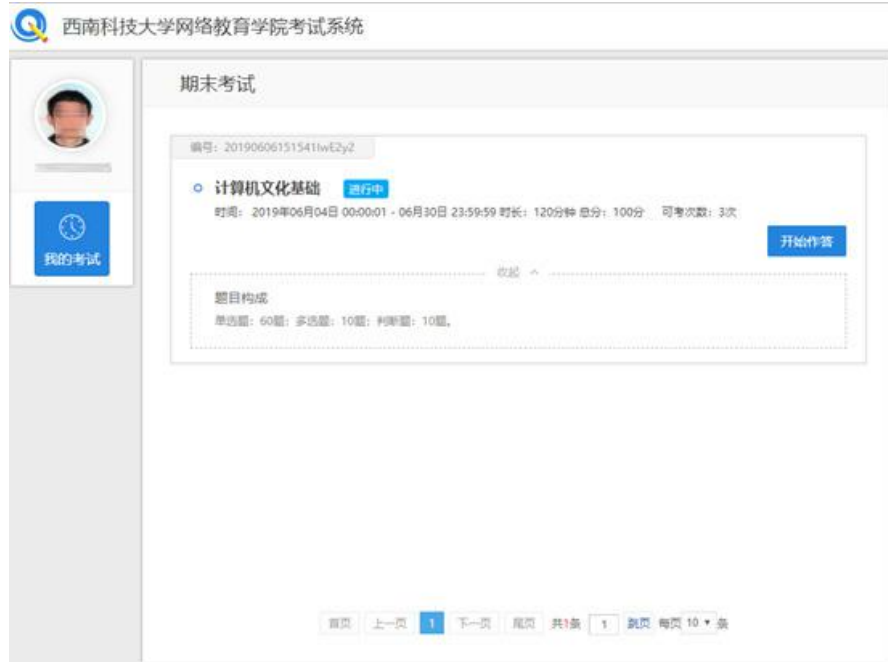 西南科技大学网络教育学院考试系统
期末考试
编号：20190606151541IwE2y2
计算机文化基础 进行中
时间： 2019年06月04日 00:00:01 - 06月30日 23:59:59 时长：120分钟 总分：100分 可考次数：3次
开始作答
我的考试
收起
题目构成
单选题：60题；多选题：10题；判断题：10题。
首页 上一页 1 下一页 尾页 共1条 1 跳页 每页 10 条